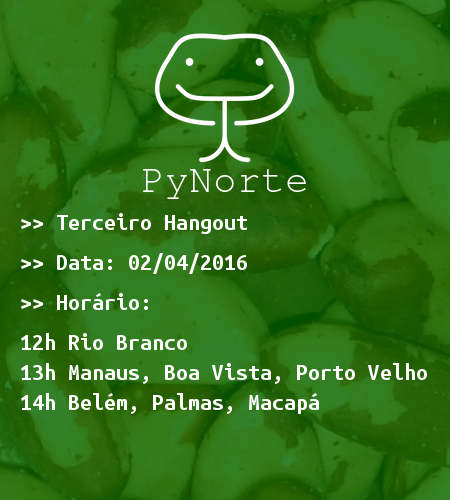 PyNorte
>> Terceiro Hangout
>> Data: 02/04/2016
>> Horário:
12h Rio Branco
13h Manaus, Boa Vista, Porto Velho
14h Belém, Palmas, Macapá